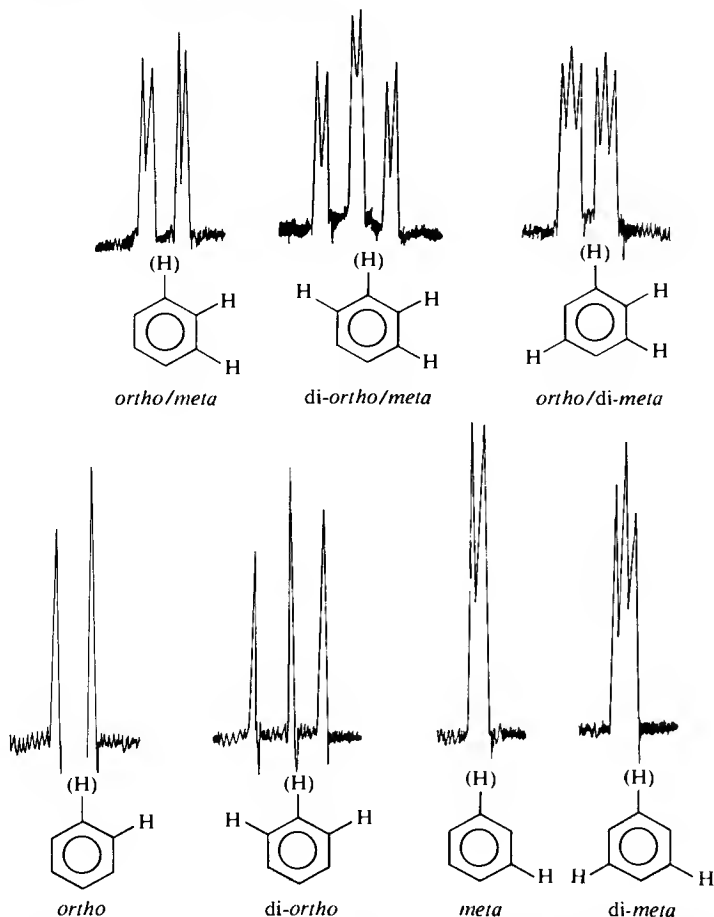 (H) (H) (H)
H H H H
H H H H
ortho/meta di-ortho/meta ortho/di-meta
(H) (H) (H) (H)
H H H
H H H
ortho di-ortho meta di-meta